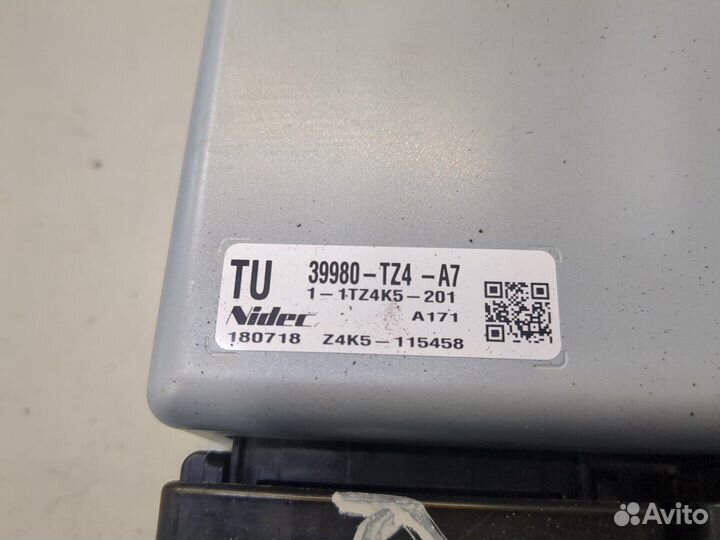 TU 39980-TZ4 -A7
1-1TZ4K5-201
Nidec A171
180718 Z4K5-115458
Avito